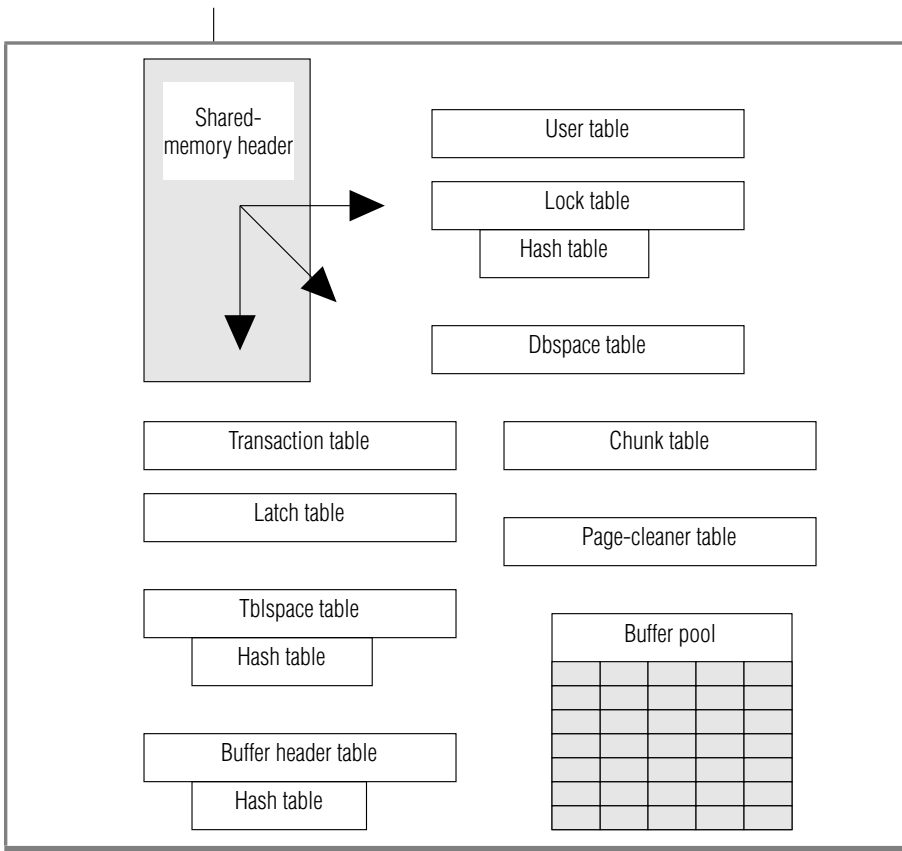 Shared-
memory header
User table
Lock table
Hash table
Dbspace table
Transaction table
Chunk table
Latch table
Page-cleaner table
Tblspace table
Hash table
Buffer pool
Buffer header table
Hash table